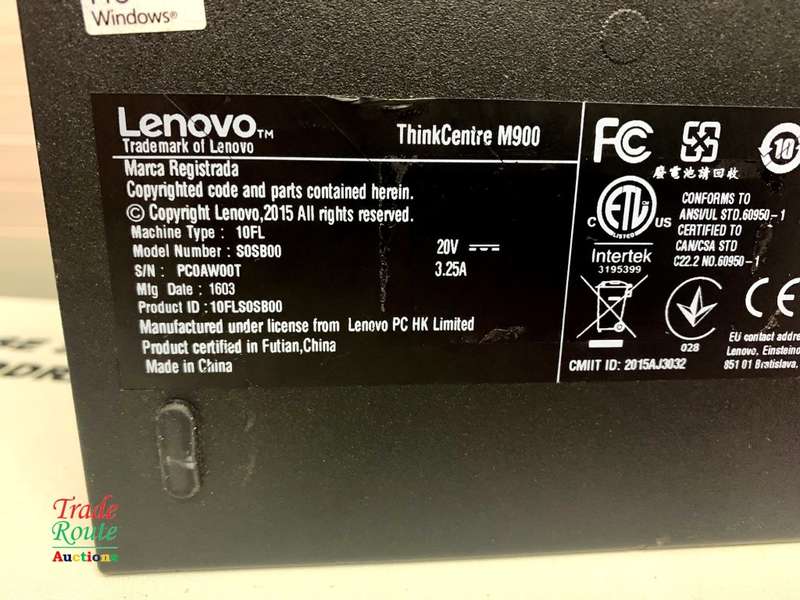 Windows®
Lenovo™
Trademark of Lenovo
ThinkCentre M900
Marca Registrada
Copyrighted code and parts contained herein.
© Copyright Lenovo,2015 All rights reserved.
Machine Type : 10FL
Model Number : S0SB00
S/N : PC0AW00T
Mfg Date : 1603
Product ID : 10FLS0SB00
Manufactured under license from Lenovo PC HK Limited
Product certified in Futian,China
Made in China
20V
3.25A
FC
廢電池請回收
10
C ETL US
LISTED
Intertek
3195399
CONFORMS TO
ANSI/UL STD.60950-1
CERTIFIED TO
CAN/CSA STD
C22.2 NO.60950-1
028
CE
CMIIT ID: 2015AJ3032
EU contact
Lenovo,
851 01 Bratislava,
Trade
Route
Auctions